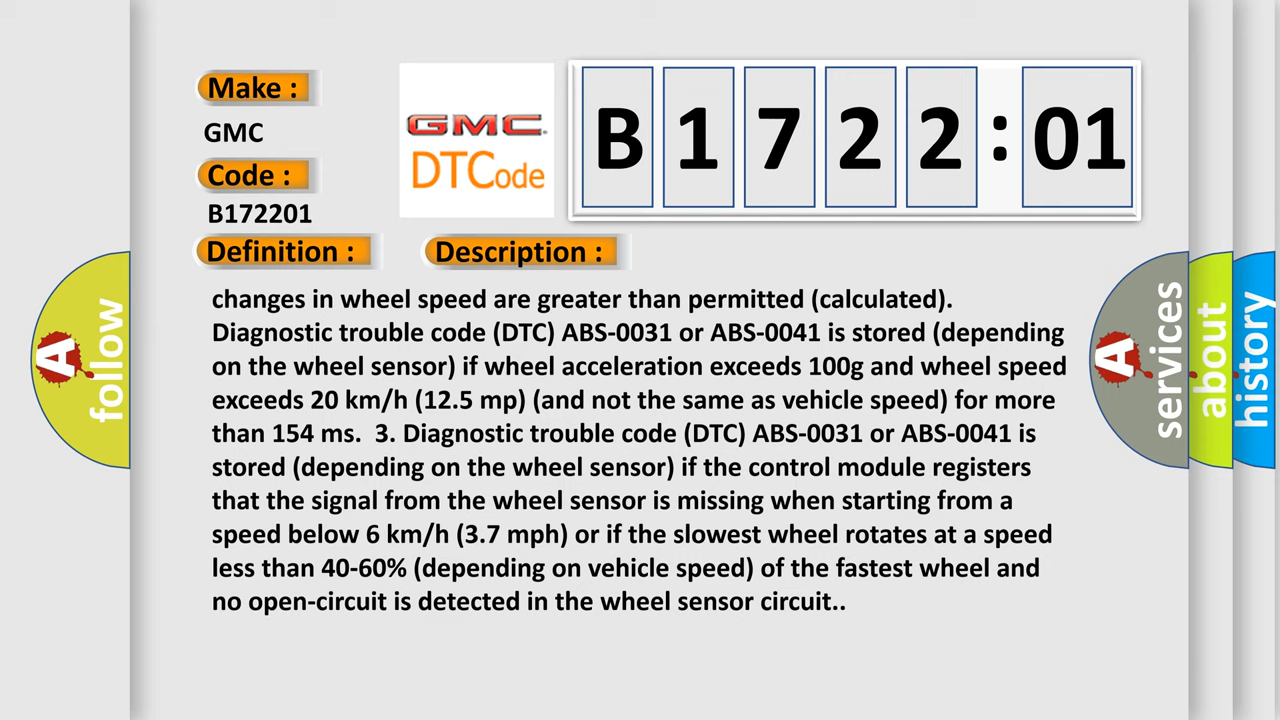 Make :
GMC
Code :
B172201
Definition :
Description :
GMC
DTCode
B1722:01
changes in wheel speed are greater than permitted (calculated).
Diagnostic trouble code (DTC) ABS-0031 or ABS-0041 is stored (depending
on the wheel sensor) if wheel acceleration exceeds 100g and wheel speed
exceeds 20 km/h (12.5 mp) (and not the same as vehicle speed) for more
than 154 ms.  3. Diagnostic trouble code (DTC) ABS-0031 or ABS-0041 is
stored (depending on the wheel sensor) if the control module registers
that the signal from the wheel sensor is missing when starting from a
speed below 6 km/h (3.7 mph) or if the slowest wheel rotates at a speed
less than 40-60% (depending on vehicle speed) of the fastest wheel and
no open-circuit is detected in the wheel sensor circuit..
A follow
A services
about
history